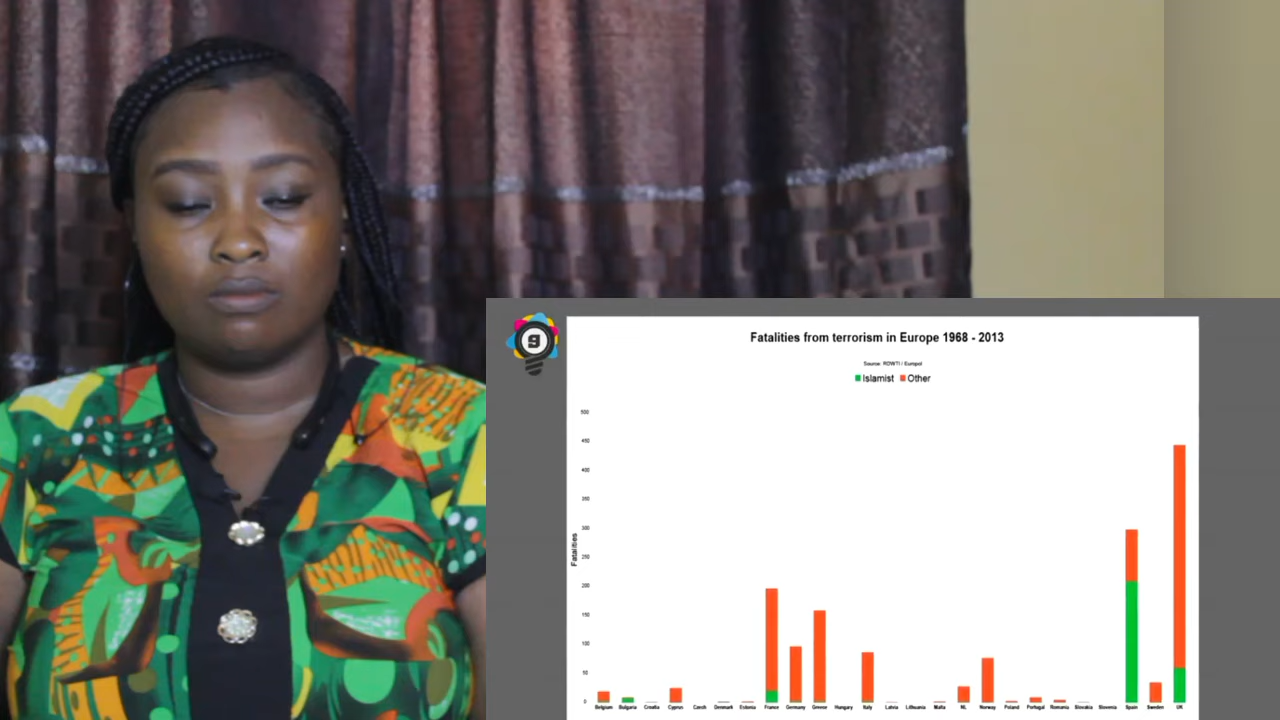 9
Fatalities from terrorism in Europe 1968 - 2013
Source: RDWTI / Europol
Islamist Other
500
450
400
350
300
250
200
150
100
50
0
Fatalities
Belgium Bulgaria Croatia Cyprus Czech Denmark Estonia France Germany Greece Hungary Italy Latvia Lithuania Malta NL Norway Poland Portugal Romania Slovakia Slovenia Spain Sweden UK